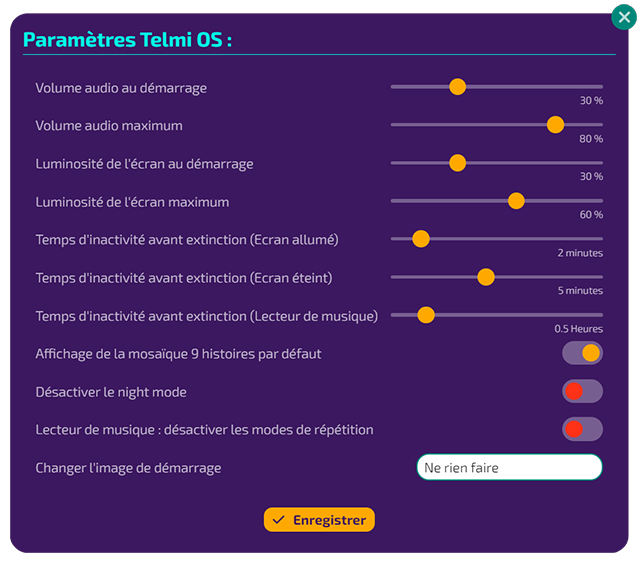 Paramètres Telmi OS :
Volume audio au démarrage
30 %
Volume audio maximum
80 %
Luminosité de l'écran au démarrage
30 %
Luminosité de l'écran maximum
60 %
Temps d'inactivité avant extinction (Ecran allumé)
2 minutes
Temps d'inactivité avant extinction (Ecran éteint)
5 minutes
Temps d'inactivité avant extinction (Lecteur de musique)
0.5 Heures
Affichage de la mosaïque 9 histoires par défaut
Désactiver le night mode
Lecteur de musique : désactiver les modes de répétition
Changer l'image de démarrage
Ne rien faire
Enregistrer